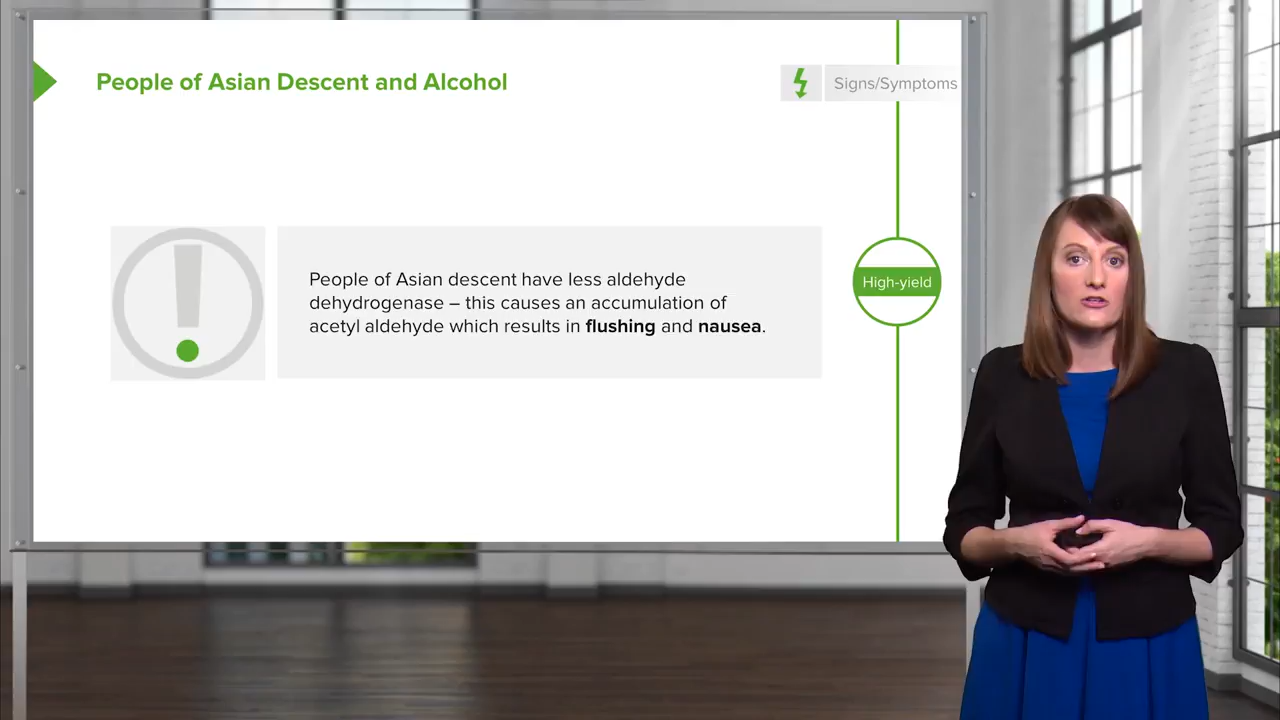 People of Asian Descent and Alcohol
Signs/Symptoms
People of Asian descent have less aldehyde
dehydrogenase – this causes an accumulation of
acetyl aldehyde which results in flushing and nausea.
High-yield